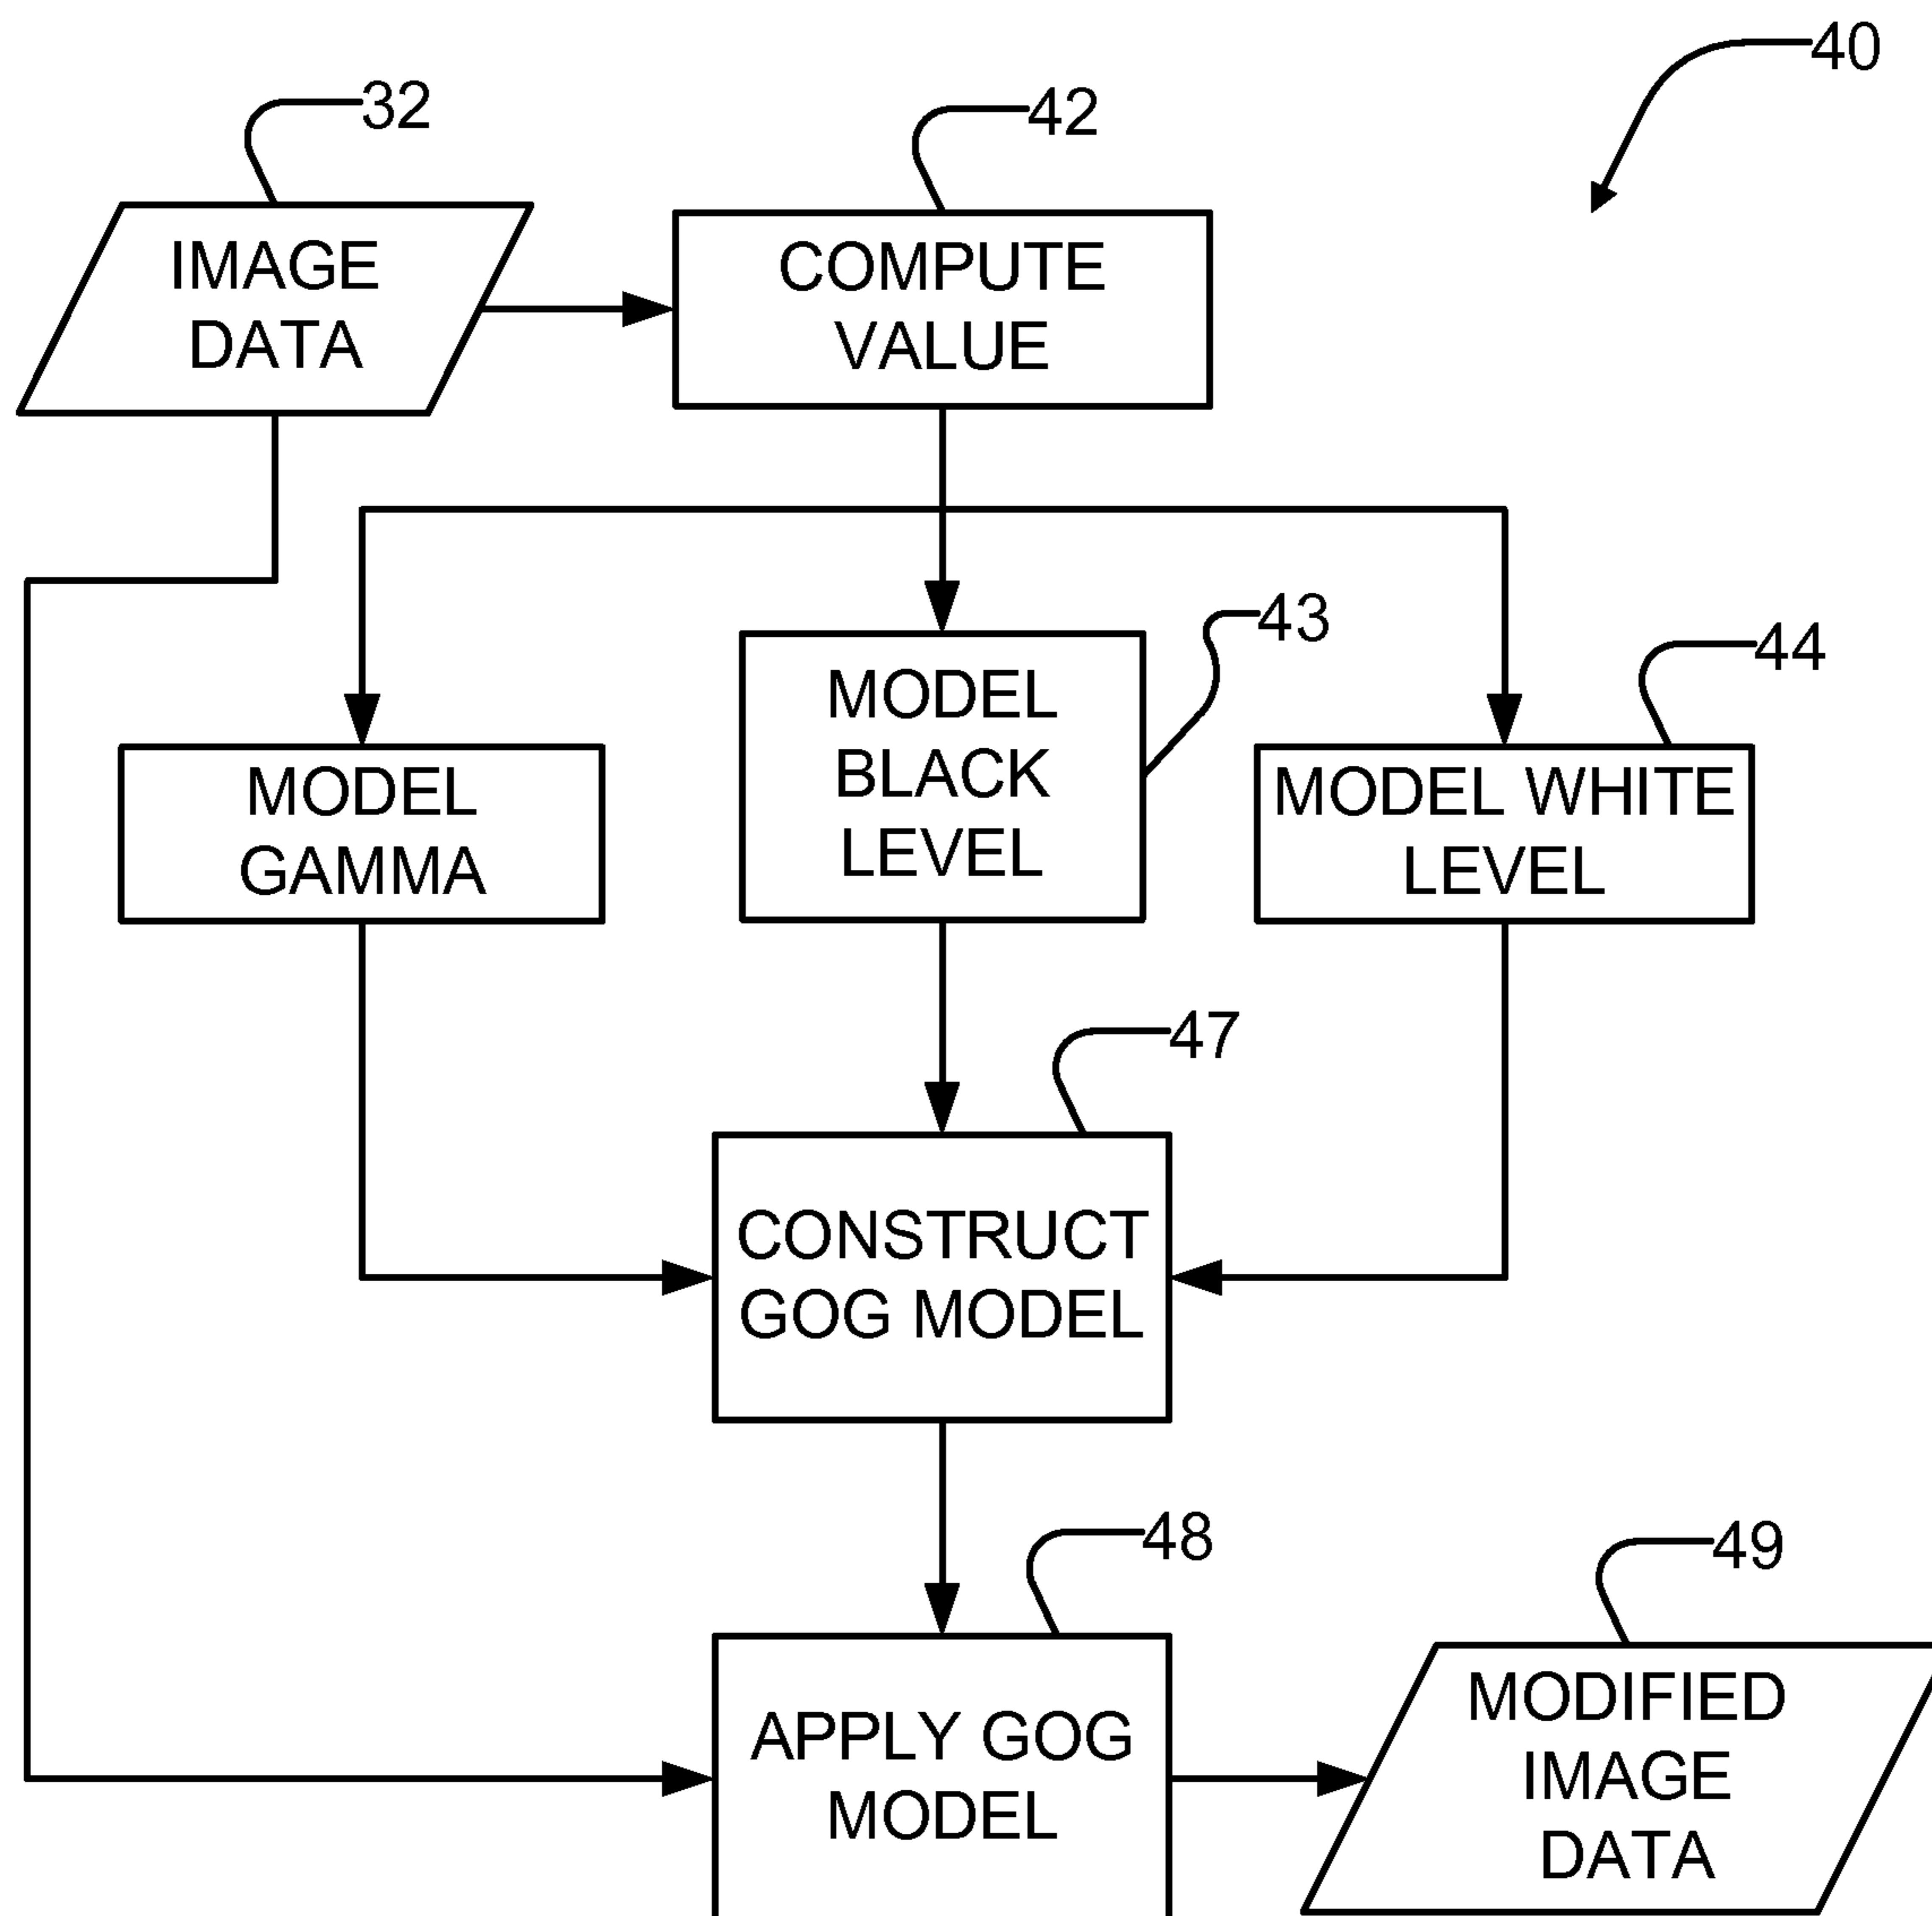 40
32
42
IMAGE
DATA
COMPUTE
VALUE
43
44
MODEL
GAMMA
MODEL
BLACK
LEVEL
MODEL WHITE
LEVEL
47
CONSTRUCT
GOG MODEL
48
49
APPLY GOG
MODEL
MODIFIED
IMAGE
DATA